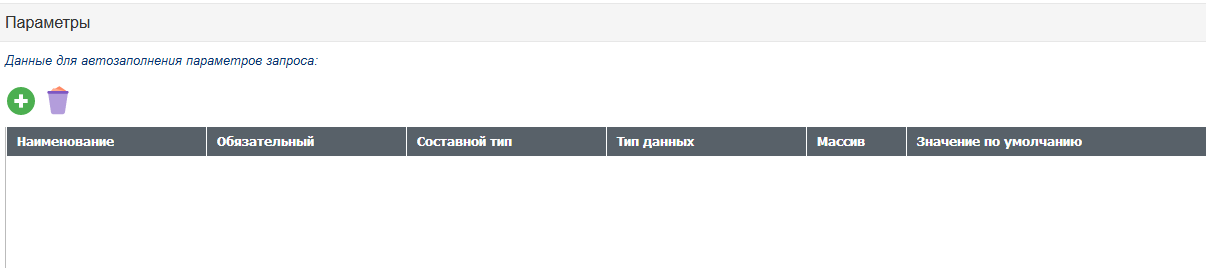 Параметры
Данные для автозаполнения параметров запроса:
Наименование Обязательный Составной тип Тип данных Массив Значение по умолчанию